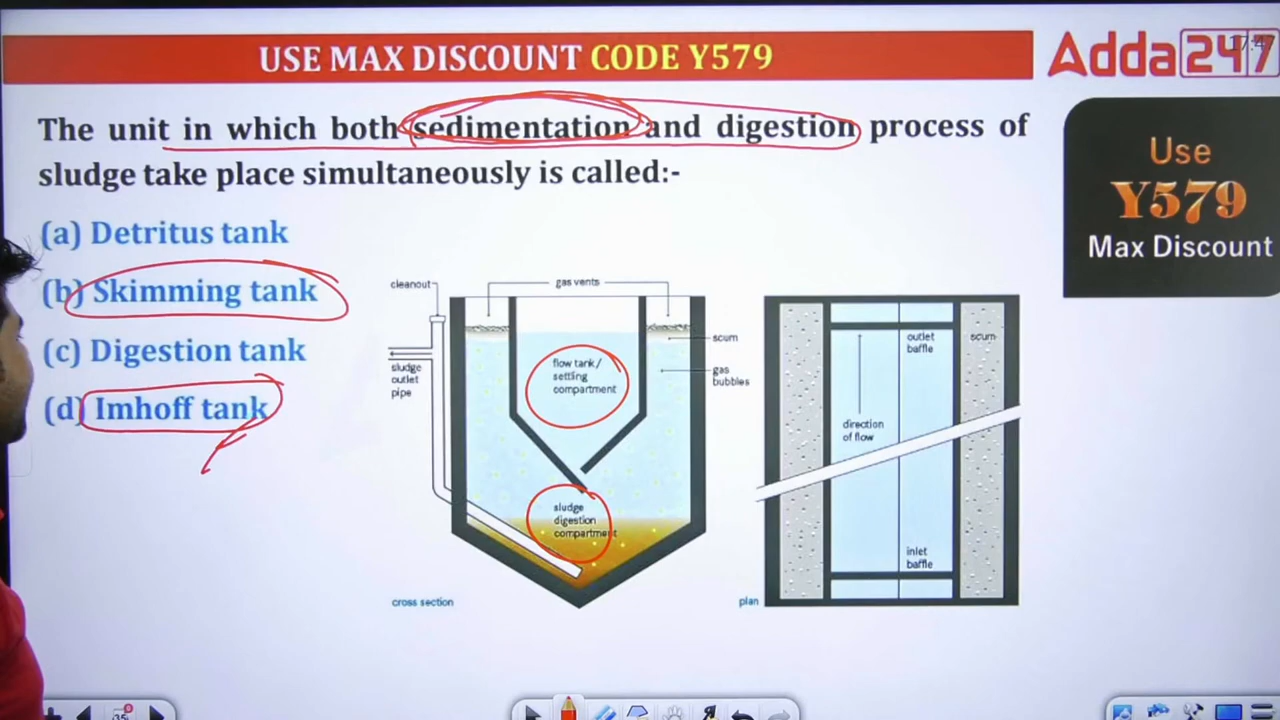 USE MAX DISCOUNT CODE Y579
Adda247
17:47
The unit in which both sedimentation and digestion process of
sludge take place simultaneously is called:-
Use
Y579
Max Discount
(a) Detritus tank
(b) Skimming tank
(c) Digestion tank
(d) Imhoff tank
cleanout
gas vents
scum
gas
bubbles
sludge
outlet
pipe
flow tank/
settling
compartment
sludge
digestion
compartment
cross section
outlet
baffle
scum
direction
of flow
inlet
baffle
plan
35